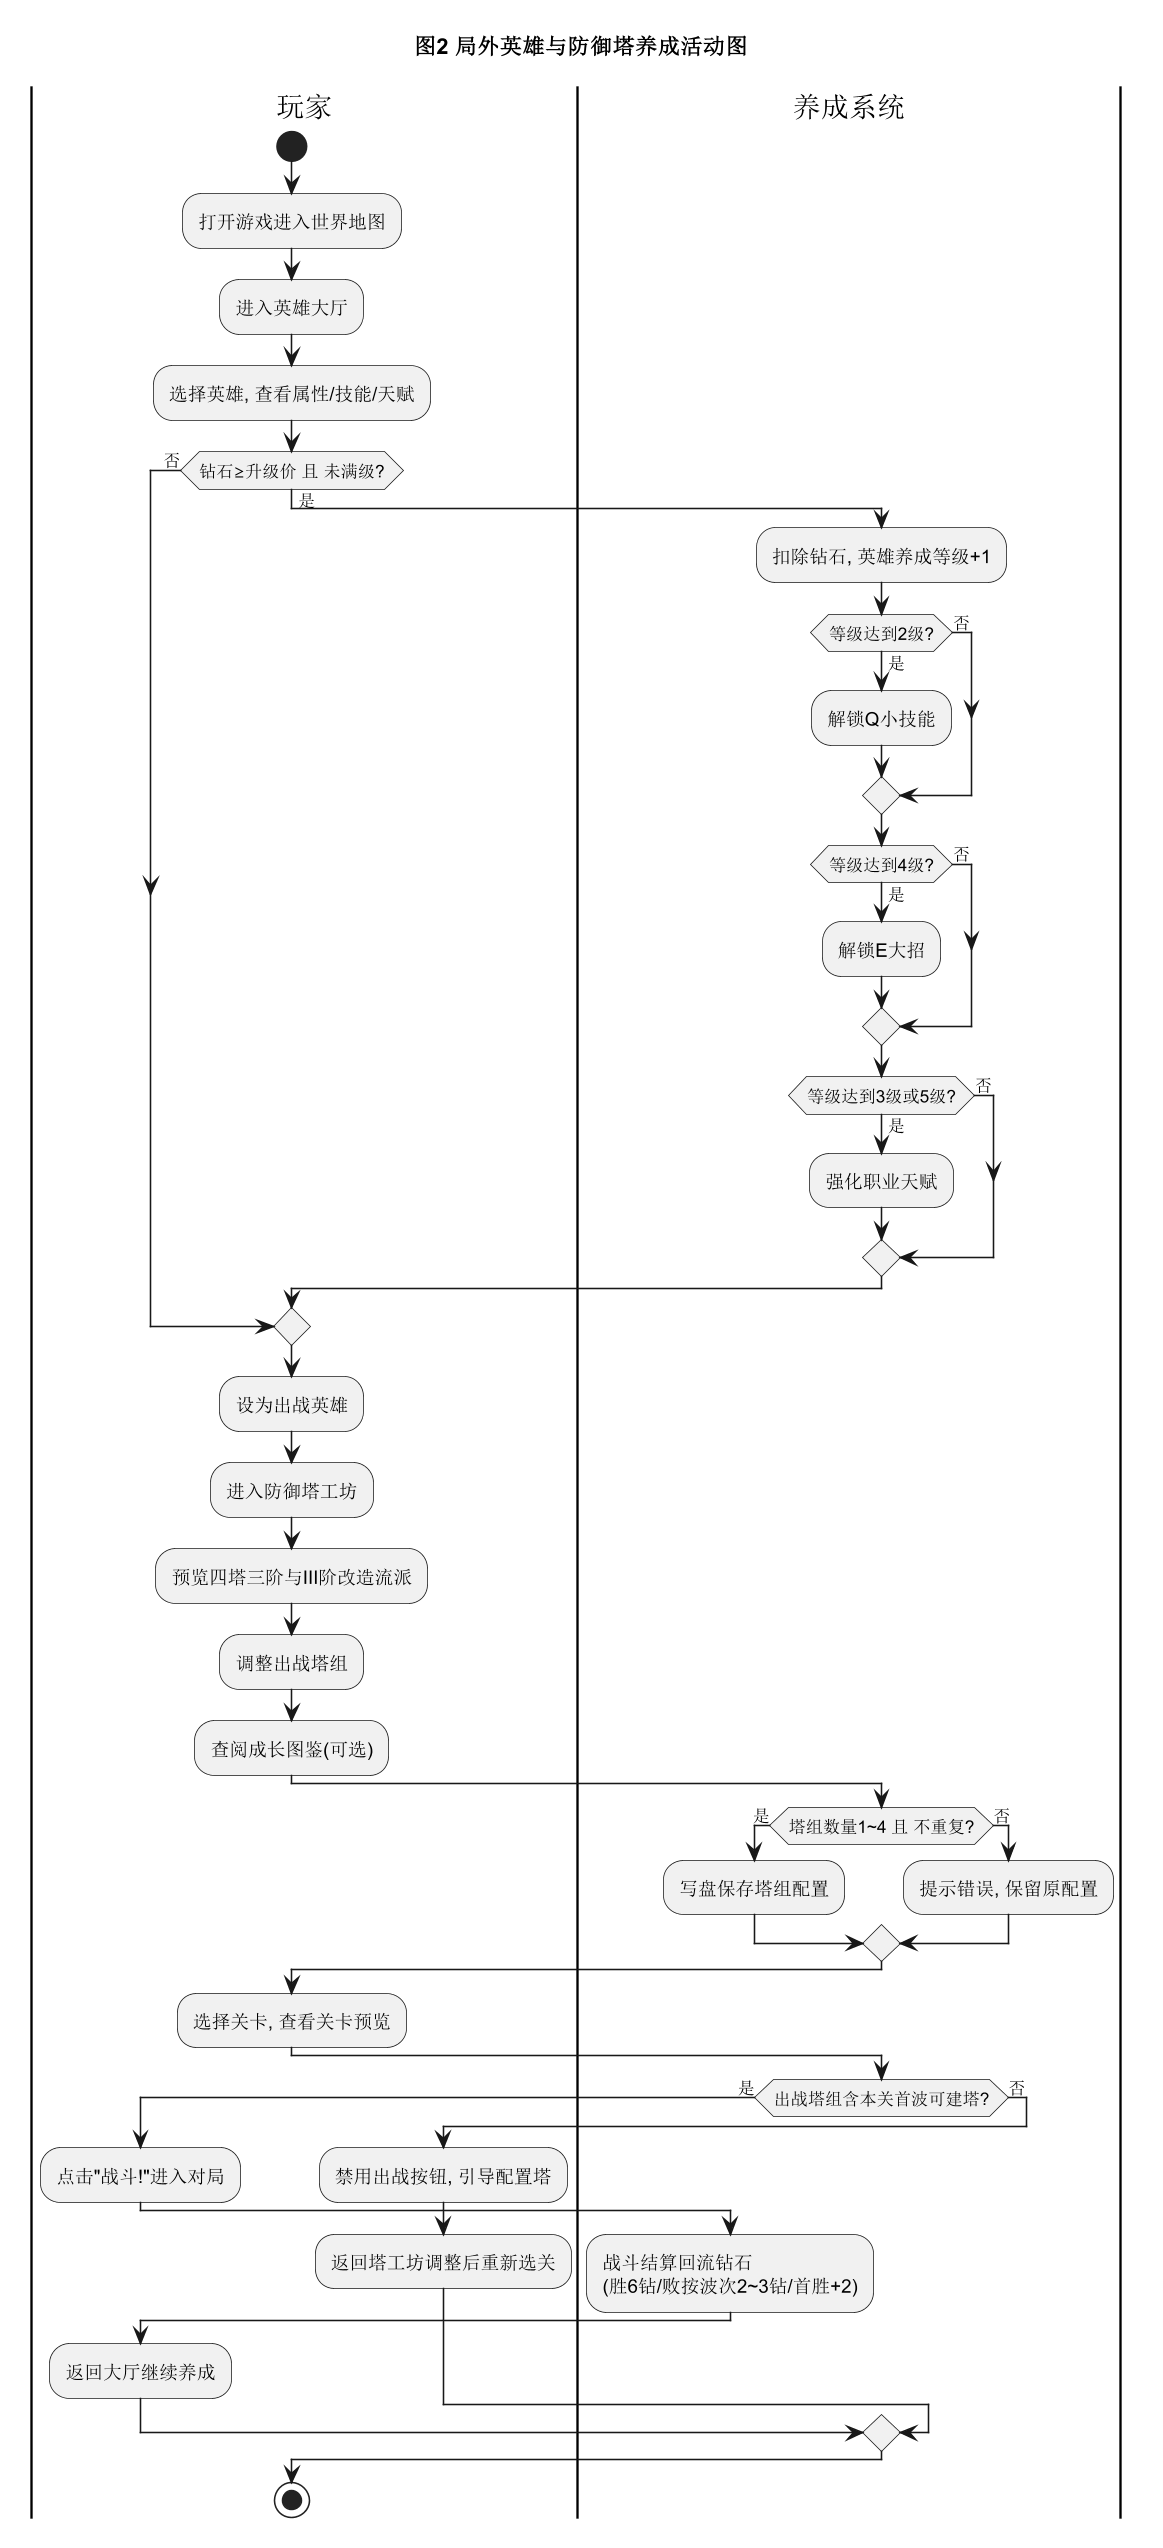 图2 局外英雄与防御塔养成活动图
玩家
养成系统
打开游戏进入世界地图
进入英雄大厅
选择英雄, 查看属性/技能/天赋
否
钻石≥升级价 且 未满级?
是
扣除钻石, 英雄养成等级+1
等级达到2级?
否
是
解锁Q小技能
等级达到4级?
否
是
解锁E大招
等级达到3级或5级?
否
是
强化职业天赋
设为出战英雄
进入防御塔工坊
预览四塔三阶与III阶改造流派
调整出战塔组
查阅成长图鉴(可选)
是
塔组数量1~4 且 不重复?
否
写盘保存塔组配置
提示错误, 保留原配置
选择关卡, 查看关卡预览
是
出战塔组含本关首波可建塔?
否
点击"战斗!"进入对局
禁用出战按钮, 引导配置塔
返回塔工坊调整后重新选关
战斗结算回流钻石
(胜6钻/败按波次2~3钻/首胜+2)
返回大厅继续养成